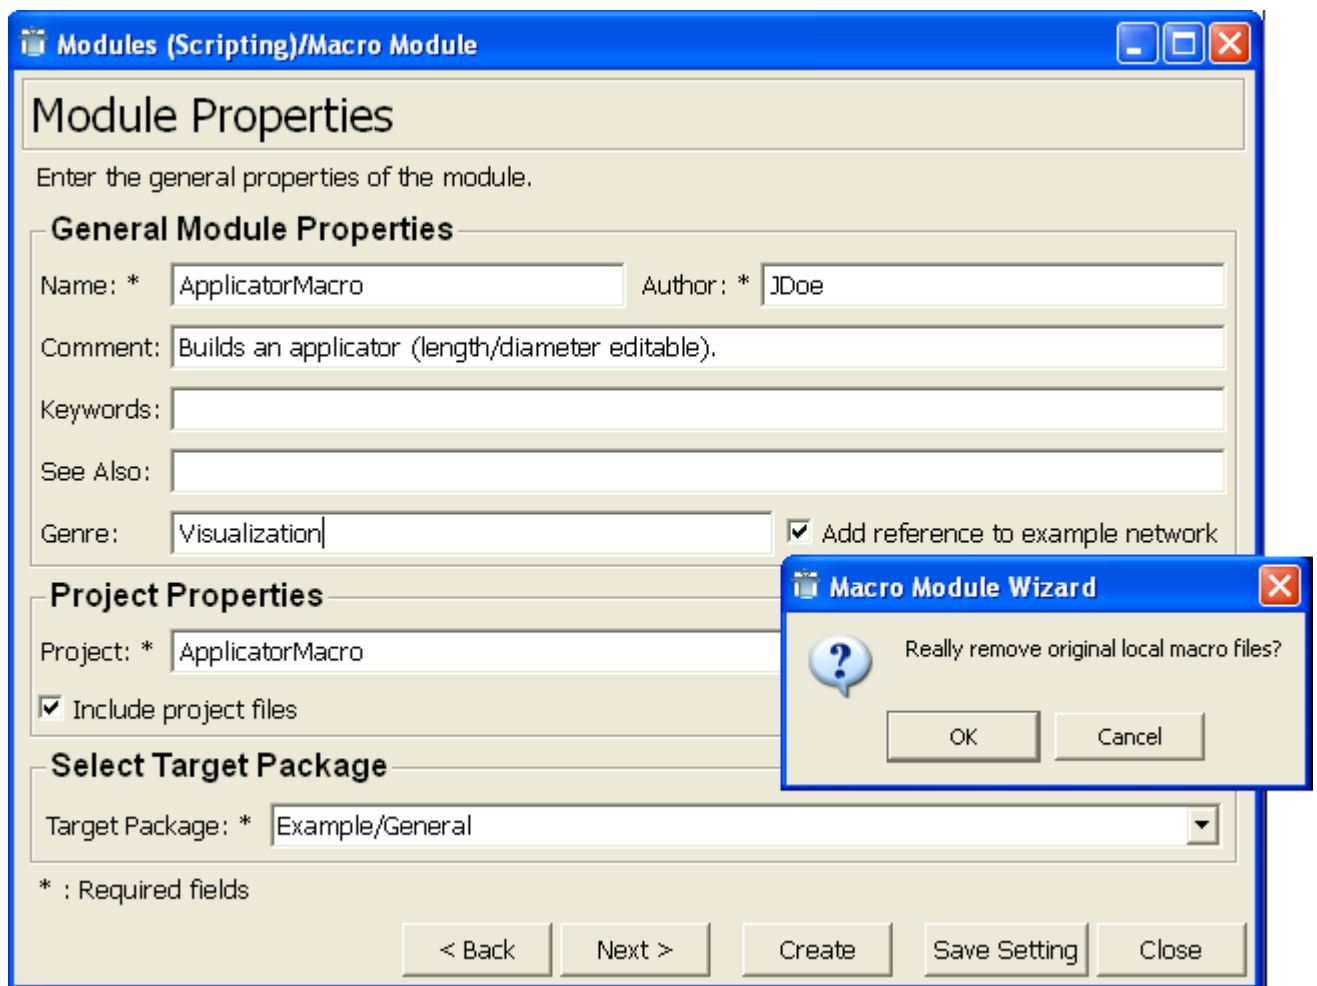 Modules (Scripting)/Macro Module
Module Properties
Enter the general properties of the module.
General Module Properties
Name: * ApplicatorMacro Author: * JDoe
Comment: Builds an applicator (length/diameter editable).
Keywords:
See Also:
Genre: Visualization Add reference to example network
Project Properties
Project: * ApplicatorMacro
Include project files
Macro Module Wizard
Really remove original local macro files?
OK Cancel
Select Target Package
Target Package: * Example/General
* : Required fields
< Back Next > Create Save Setting Close